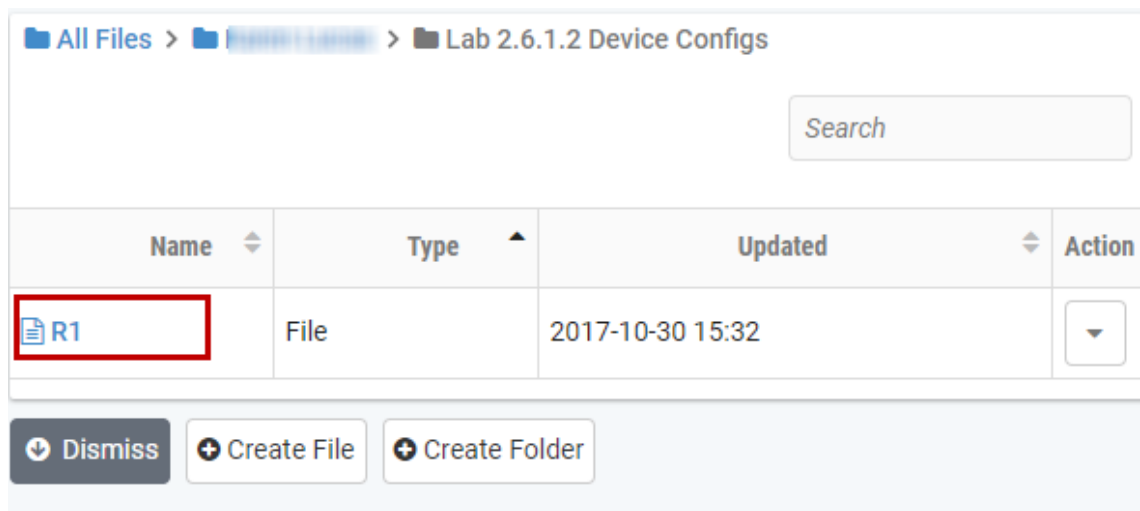 All Files > > Lab 2.6.1.2 Device Configs
Search
Name Type Updated Action
R1 File 2017-10-30 15:32
Dismiss Create File Create Folder